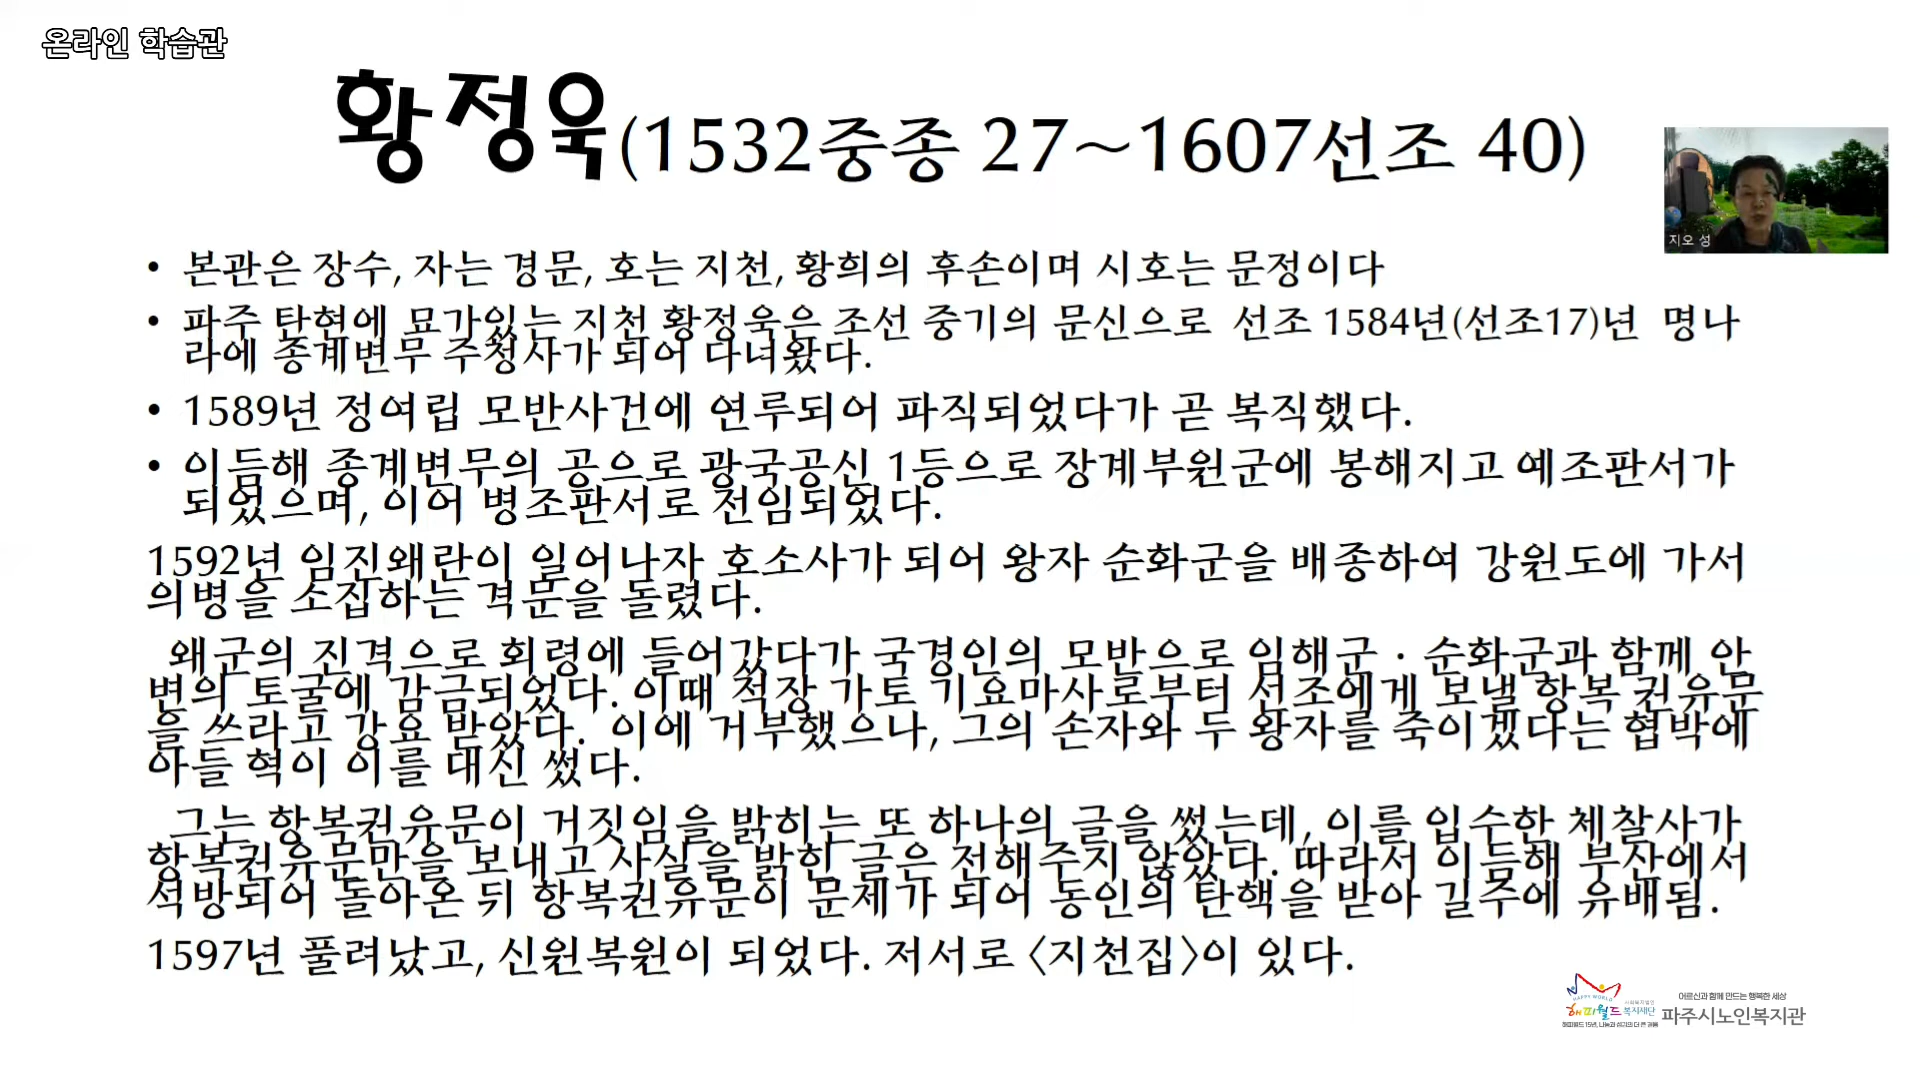 온라인 학습관
황정욱(1532중종 27~1607선조 40)
지오 성
• 본관은 장수, 자는 경문, 호는 지천, 황희의 후손이며 시호는 문정이다
• 파주 탄현에 묘가있는 지천 황정욱은 조선 중기의 문신으로 선조 1584년(선조17)년 명나
라에 종계변무 주청사가 되어 다녀왔다.
• 1589년 정여립 모반사건에 연루되어 파직되었다가 곧 복직했다.
• 이듬해 종계변무의 공으로 광국공신 1등으로 장계부원군에 봉해지고 예조판서가
되었으며, 이어 병조판서로 전임되었다.
1592년 임진왜란이 일어나자 호소사가 되어 왕자 순화군을 배종하여 강원도에 가서
의병을 소집하는 격문을 돌렸다.
왜군의 진격으로 회령에 들어갔다가 국경인의 모반으로 임해군 · 순화군과 함께 안
변의 토굴에 감금되었다. 이때 적장 가토 기요마사로부터 선조에게 보낼 항복 권유문
을 쓰라고 강요 받았다. 이에 거부했으나, 그의 손자와 두 왕자를 죽이겠다는 협박에
아들 혁이 이를 대신 썼다.
그는 항복권유문이 거짓임을 밝히는 또 하나의 글을 썼는데, 이를 입수한 체찰사가
항복권유문만을 보내고 사실을 밝힌 글은 전해주지 않았다. 따라서 이듬해 부산에서
석방되어 돌아온 뒤 항복권유문이 문제가 되어 동인의 탄핵을 받아 길주에 유배됨.
1597년 풀려났고, 신원복원이 되었다. 저서로 〈지천집〉이 있다.
HAPPY WORLD
사회복지법인
해피월드 복지재단
어르신과 함께 만드는 행복한 세상
파주시노인복지관